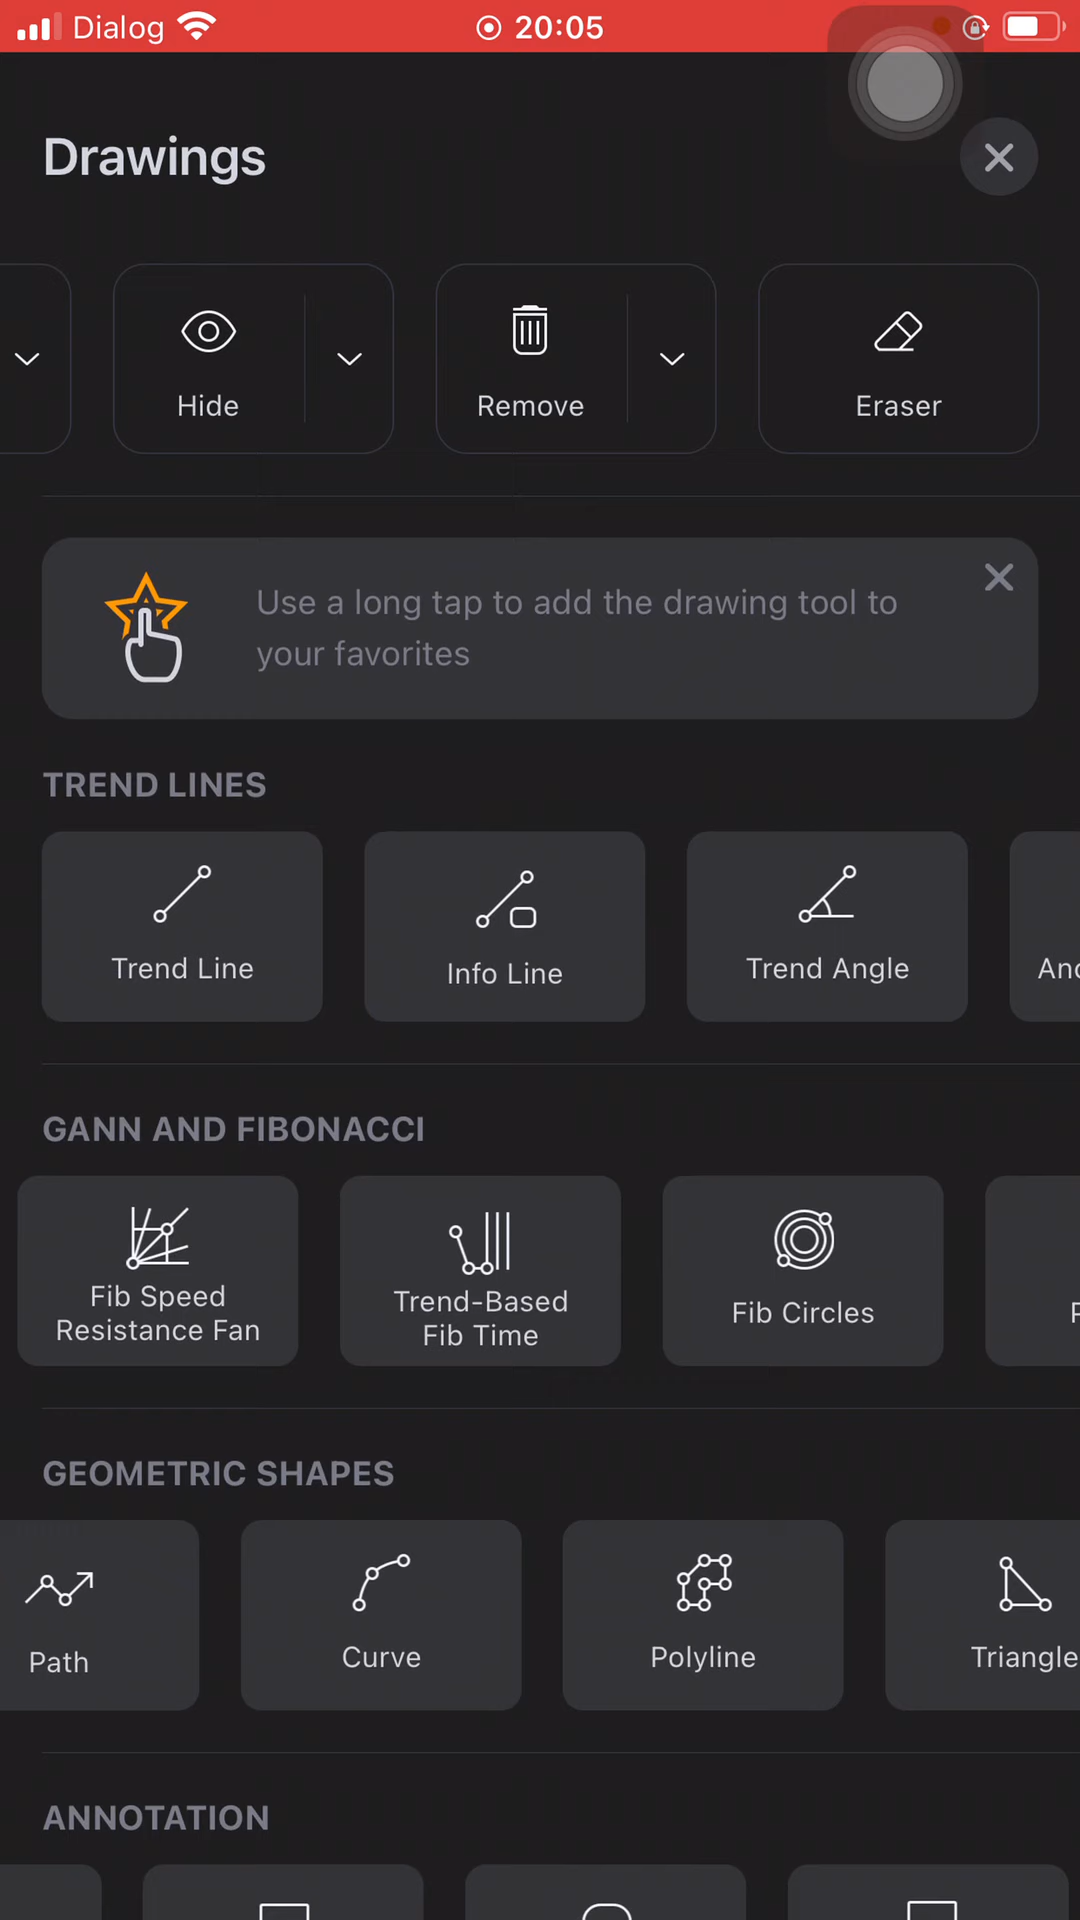 Dialog 20:05
Drawings
Hide
Remove
Eraser
Use a long tap to add the drawing tool to
your favorites
TREND LINES
Trend Line
Info Line
Trend Angle
GANN AND FIBONACCI
Fib Speed
Resistance Fan
Trend-Based
Fib Time
Fib Circles
GEOMETRIC SHAPES
Path
Curve
Polyline
Triangle
ANNOTATION